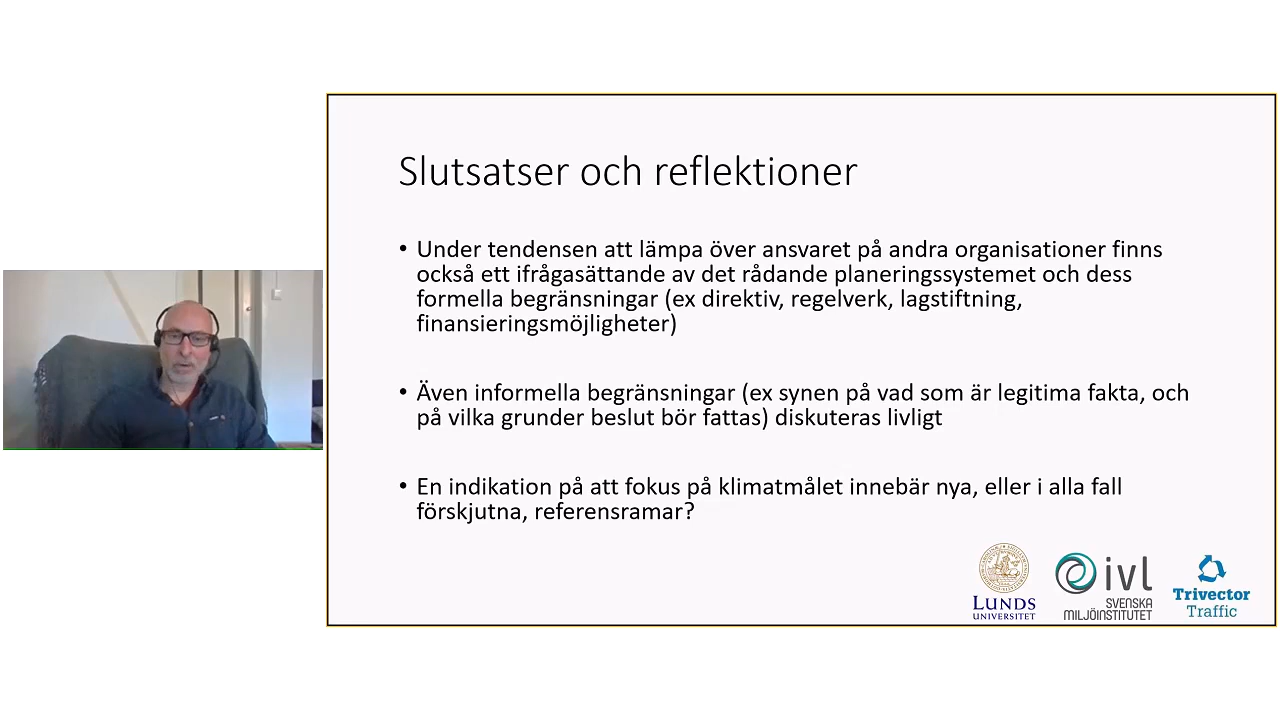 Slutsatser och reflektioner
• Under tendensen att lämpa över ansvaret på andra organisationer finns
också ett ifrågasättande av det rådande planeringssystemet och dess
formella begränsningar (ex direktiv, regelverk, lagstiftning,
finansieringsmöjligheter)
• Även informella begränsningar (ex synen på vad som är legitima fakta, och
på vilka grunder beslut bör fattas) diskuteras livligt
• En indikation på att fokus på klimatmålet innebär nya, eller i alla fall
förskjutna, referensramar?
LUNDS
UNIVERSITET
ivl
SVENSKA
MILJÖINSTITUTET
Trivector
Traffic